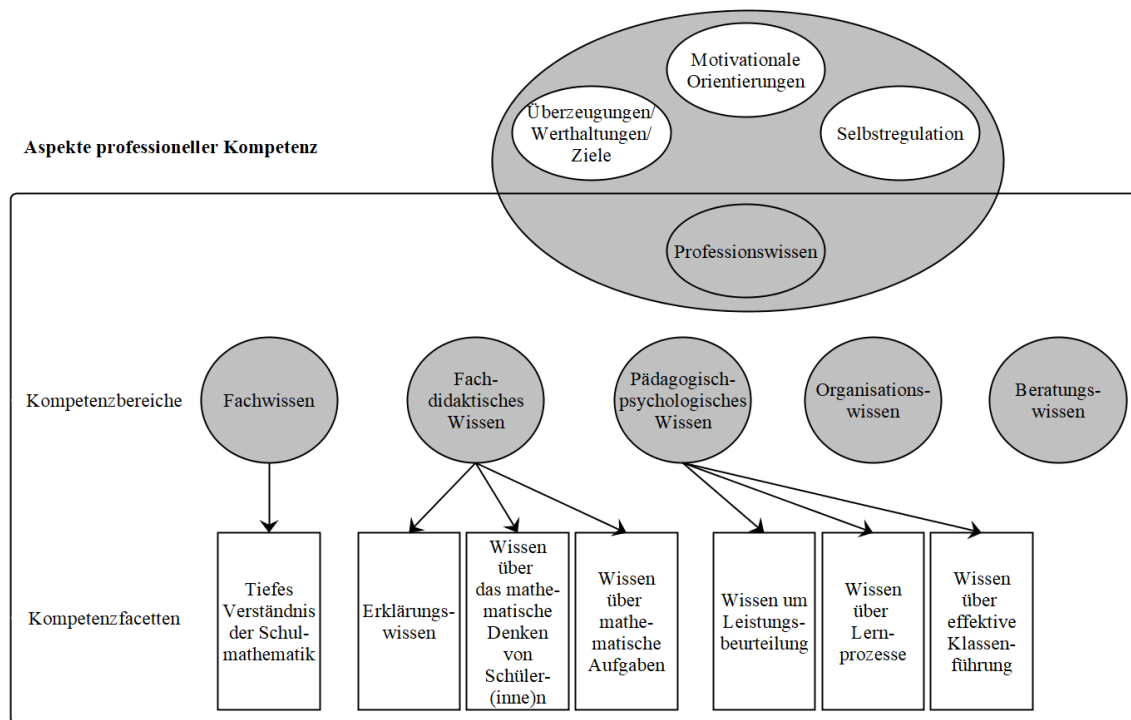 Motivationale
Orientierungen
Überzeugungen/
Werthaltungen/
Ziele
Selbstregulation
Aspekte professioneller Kompetenz
Professionswissen
Kompetenzbereiche
Fachwissen
Fach-
didaktisches
Wissen
Pädagogisch-
psychologisches
Wissen
Organisations-
wissen
Beratungs-
wissen
Kompetenzfacetten
Tiefes
Verständnis
der Schul-
mathematik
Erklärungs-
wissen
Wissen
über
das mathe-
matische
Denken
von
Schüler-
(inne)n
Wissen
über
mathe-
matische
Aufgaben
Wissen um
Leistungs-
beurteilung
Wissen
über
Lern-
prozesse
Wissen
über
effektive
Klassen-
führung